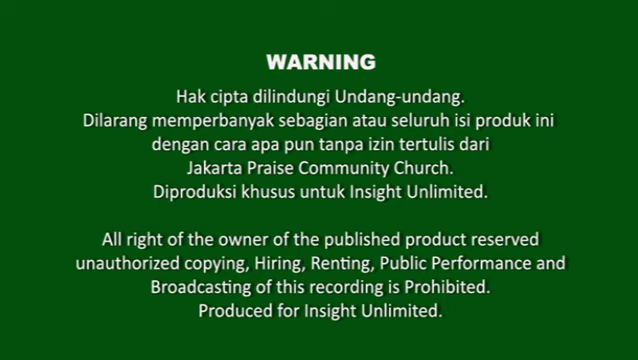 WARNING
Hak cipta dilindungi Undang-undang.
Dilarang memperbanyak sebagian atau seluruh isi produk ini
dengan cara apa pun tanpa izin tertulis dari
Jakarta Praise Community Church.
Diproduksi khusus untuk Insight Unlimited.
All right of the owner of the published product reserved
unauthorized copying, Hiring, Renting, Public Performance and
Broadcasting of this recording is Prohibited.
Produced for Insight Unlimited.